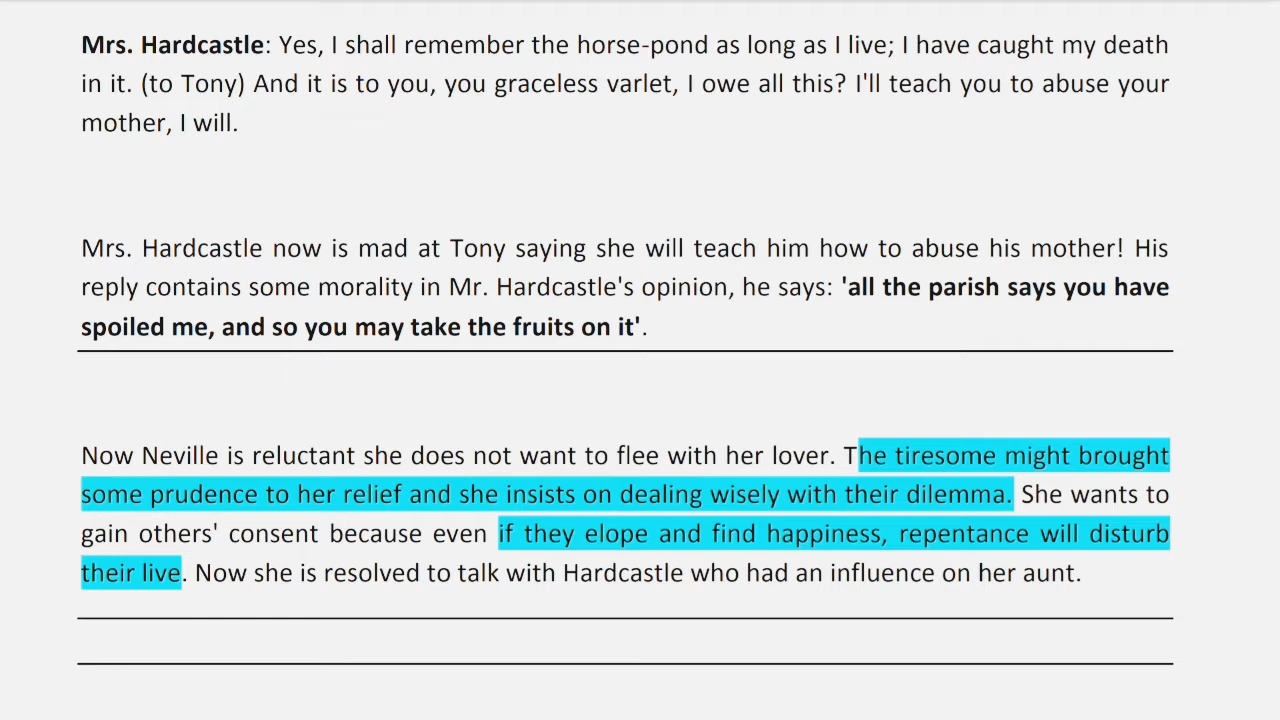 Mrs. Hardcastle: Yes, I shall remember the horse-pond as long as I live; I have caught my death
in it. (to Tony) And it is to you, you graceless varlet, I owe all this? I'll teach you to abuse your
mother, I will.
Mrs. Hardcastle now is mad at Tony saying she will teach him how to abuse his mother! His
reply contains some morality in Mr. Hardcastle's opinion, he says: 'all the parish says you have
spoiled me, and so you may take the fruits on it'.
Now Neville is reluctant she does not want to flee with her lover. The tiresome might brought
some prudence to her relief and she insists on dealing wisely with their dilemma. She wants to
gain others' consent because even if they elope and find happiness, repentance will disturb
their live. Now she is resolved to talk with Hardcastle who had an influence on her aunt.